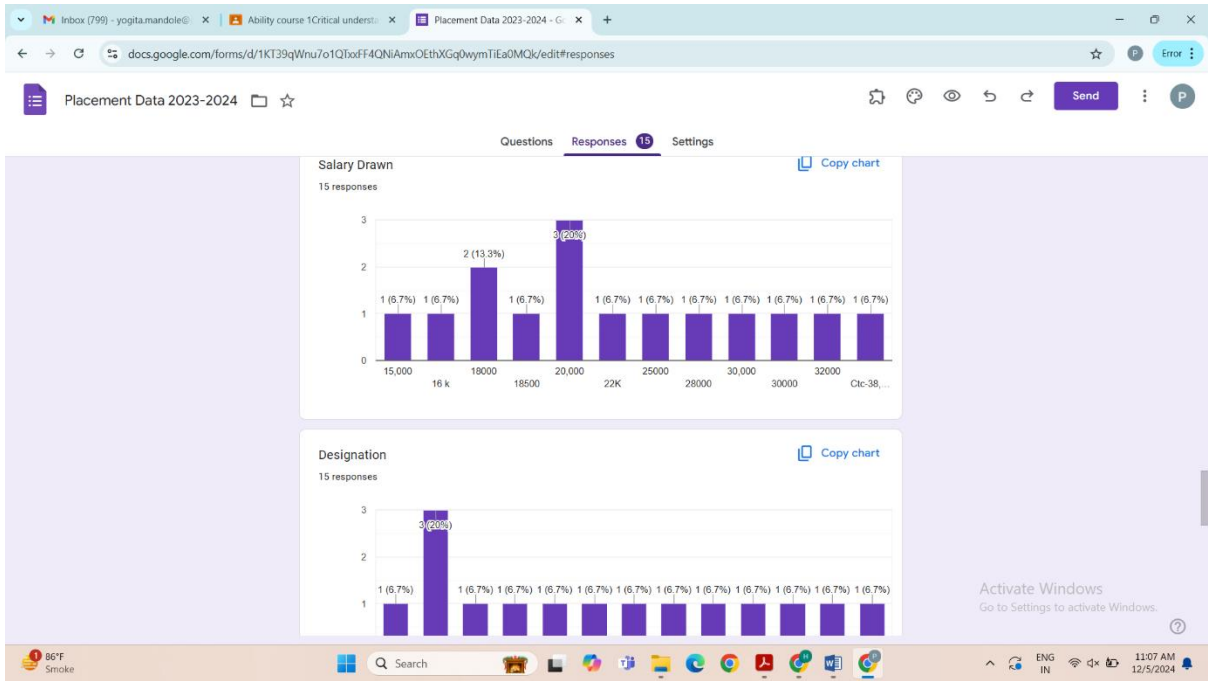 Inbox (799) - yogita.mandole@ Ability course 1Critical understa Placement Data 2023-2024 - Go
docs.google.com/forms/d/1KT39qWnu7o1QTxxFF4QNiAmxOEthXGq0wymTiEa0MQk/edit#responses P Error
Placement Data 2023-2024 Send P
Questions Responses 15 Settings
Salary Drawn Copy chart
15 responses
3
3 (20%)
2 (13.3%)
2
1 (6.7%) 1 (6.7%) 1 (6.7%) 1 (6.7%) 1 (6.7%) 1 (6.7%) 1 (6.7%) 1 (6.7%) 1 (6.7%) 1 (6.7%)
1
0
15,000 18000 20,000 25000 30,000 32000
16 k 18500 22K 28000 30000 Ctc-38,...
Designation Copy chart
15 responses
3
3 (20%)
2
1 (6.7%) 1 (6.7%) 1 (6.7%) 1 (6.7%) 1 (6.7%) 1 (6.7%) 1 (6.7%) 1 (6.7%) 1 (6.7%) 1 (6.7%) 1 (6.7%)
1
Activate Windows
Go to Settings to activate Windows.
1 86°F Search ENG 11:07 AM
Smoke IN 12/5/2024